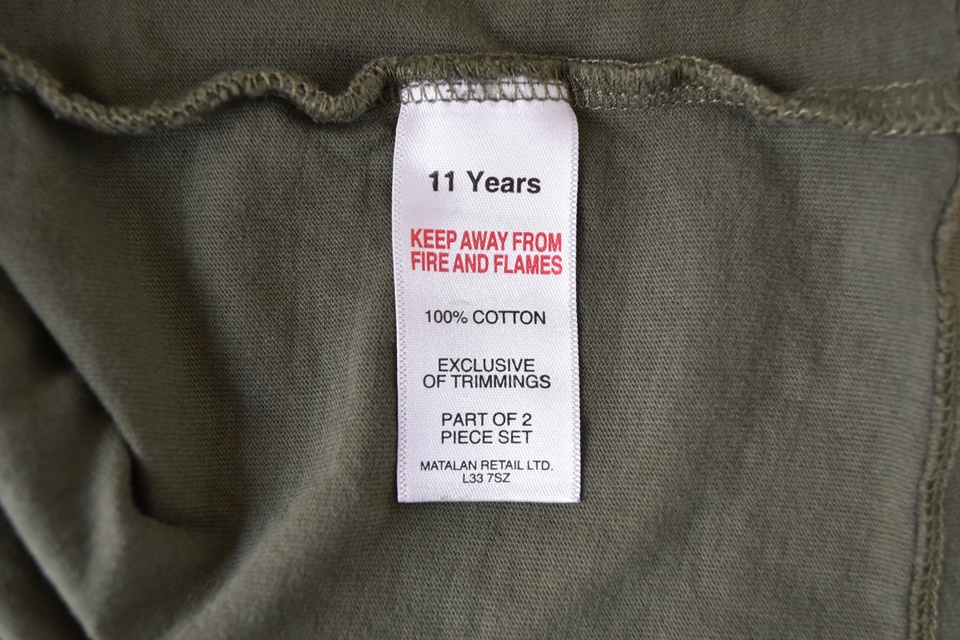 11 Years
KEEP AWAY FROM
FIRE AND FLAMES
100% COTTON
EXCLUSIVE
OF TRIMMINGS
PART OF 2
PIECE SET
MATALAN RETAIL LTD.
L33 7SZ